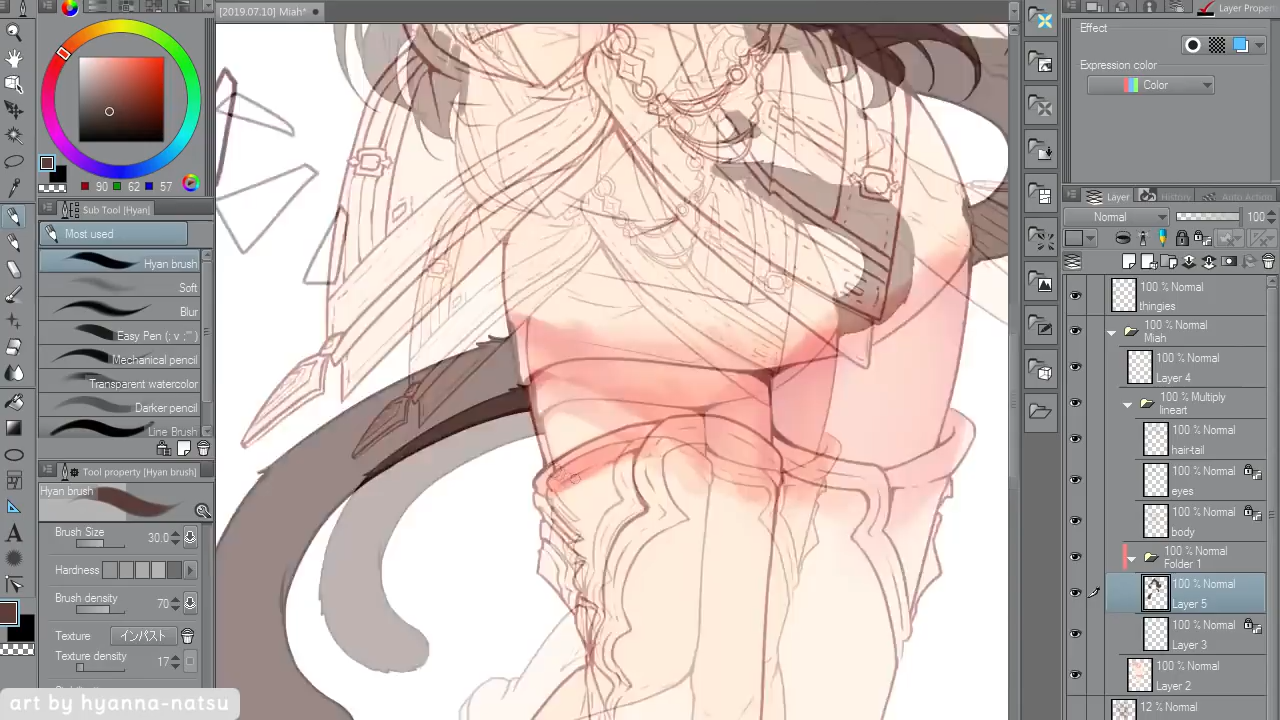 [2019.07.10] Miah* ●
90 62 57
Sub Tool [Hyan]
Most used
Hyan brush
Soft
Blur
Easy Pen (; v ;"")
Mechanical pencil
Transparent watercolor
Darker pencil
Line Brush
Tool property [Hyan brush]
Hyan brush
Brush Size 30.0
Hardness
Brush density 70
Texture インパスト
Texture density 17
art by hyanna-natsu
Layer Proper
Effect
Expression color
Color
Layer History Auto Action
Normal 100
100 % Normal
thingies
100 % Normal
Miah
100 % Normal
Layer 4
100 % Multiply
lineart
100 % Normal
hair-tail
100 % Normal
eyes
100 % Normal
body
100 % Normal
Folder 1
100 % Normal
Layer 5
100 % Normal
Layer 3
100 % Normal
Layer 2
12 % Normal